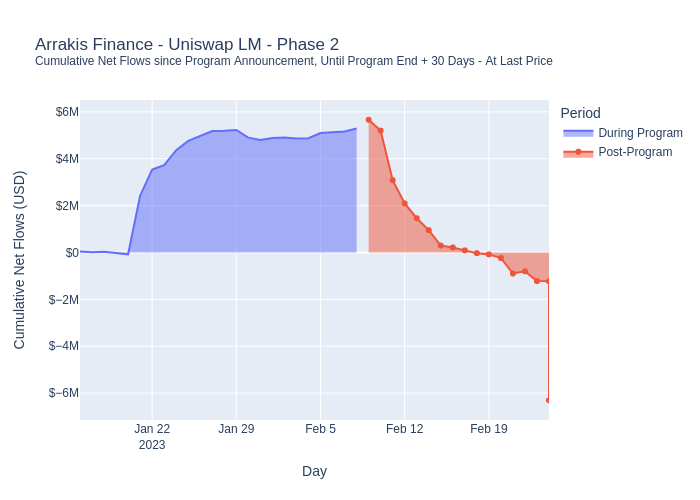 Arrakis Finance - Uniswap LM - Phase 2
Cumulative Net Flows since Program Announcement, Until Program End + 30 Days - At Last Price
Period
During Program
Post-Program
Cumulative Net Flows (USD)
$6M
$4M
$2M
$0
$−2M
$−4M
$−6M
Jan 22
2023
Jan 29
Feb 5
Feb 12
Feb 19
Day